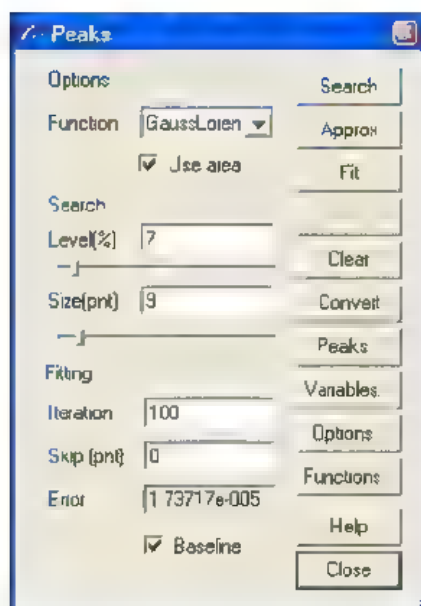 Peaks
Options
Function GaussLoren
Use area
Search
Level(%) 7
Size(pnt) 9
Fitting
Iteration 100
Skip (pnt) 0
Error 1.73717e-005
Baseline
Search
Approx
Fit
Clear
Convert
Peaks
Variables.
Options
Functions
Help
Close